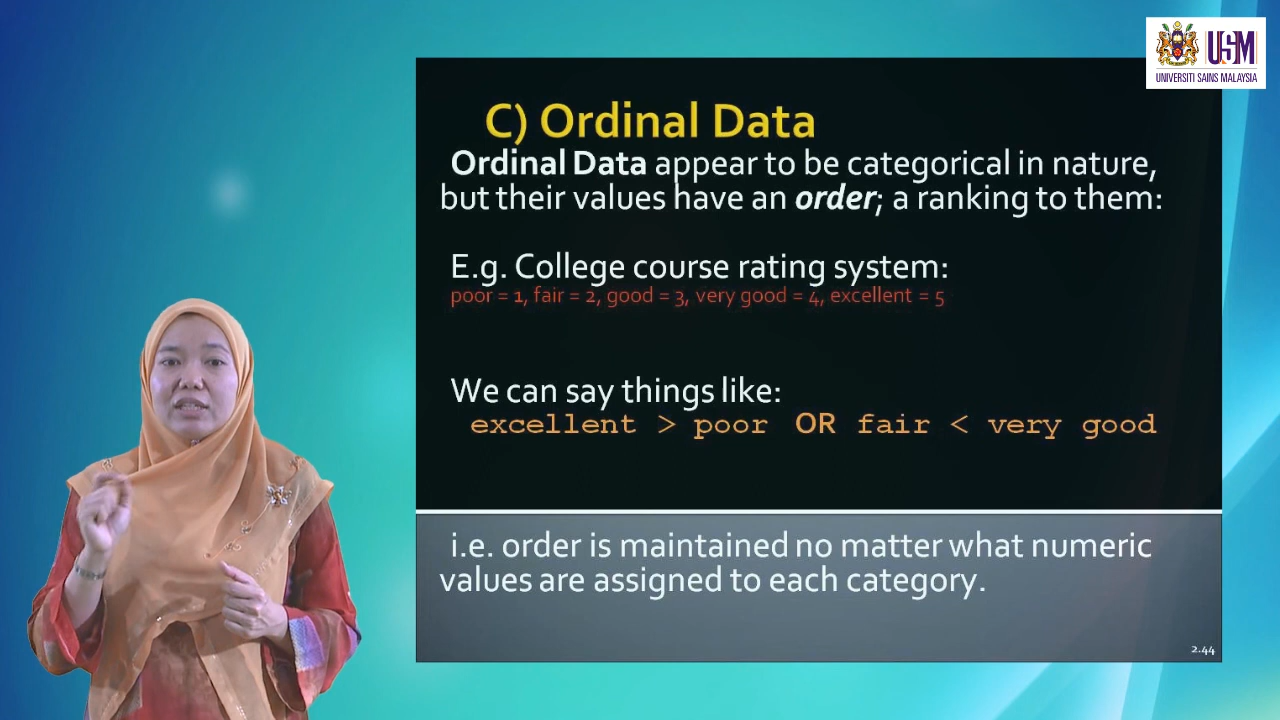 USM
UNIVERSITI SAINS MALAYSIA
C) Ordinal Data
Ordinal Data appear to be categorical in nature,
but their values have an order; a ranking to them:
E.g. College course rating system:
poor = 1, fair = 2, good = 3, very good = 4, excellent = 5
We can say things like:
excellent > poor OR fair < very good
i.e. order is maintained no matter what numeric
values are assigned to each category.
2.44